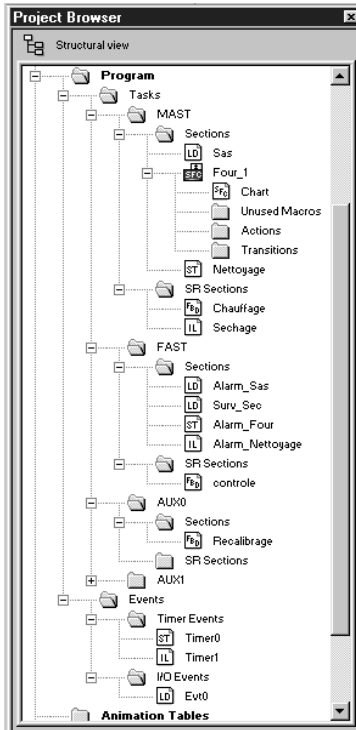 Project Browser
Structural view
Program
Tasks
MAST
Sections
LD Sas
SFC Four_1
SFC Chart
Unused Macros
Actions
Transitions
ST Nettoyage
SR Sections
FBD Chauffage
IL Sechage
FAST
Sections
LD Alarm_Sas
LD Surv_Sec
ST Alarm_Four
IL Alarm_Nettoyage
SR Sections
FBD controle
AUX0
Sections
FBD Recalibrage
SR Sections
AUX1
Events
Timer Events
ST Timer0
IL Timer1
I/O Events
LD Evt0
Animation Tables